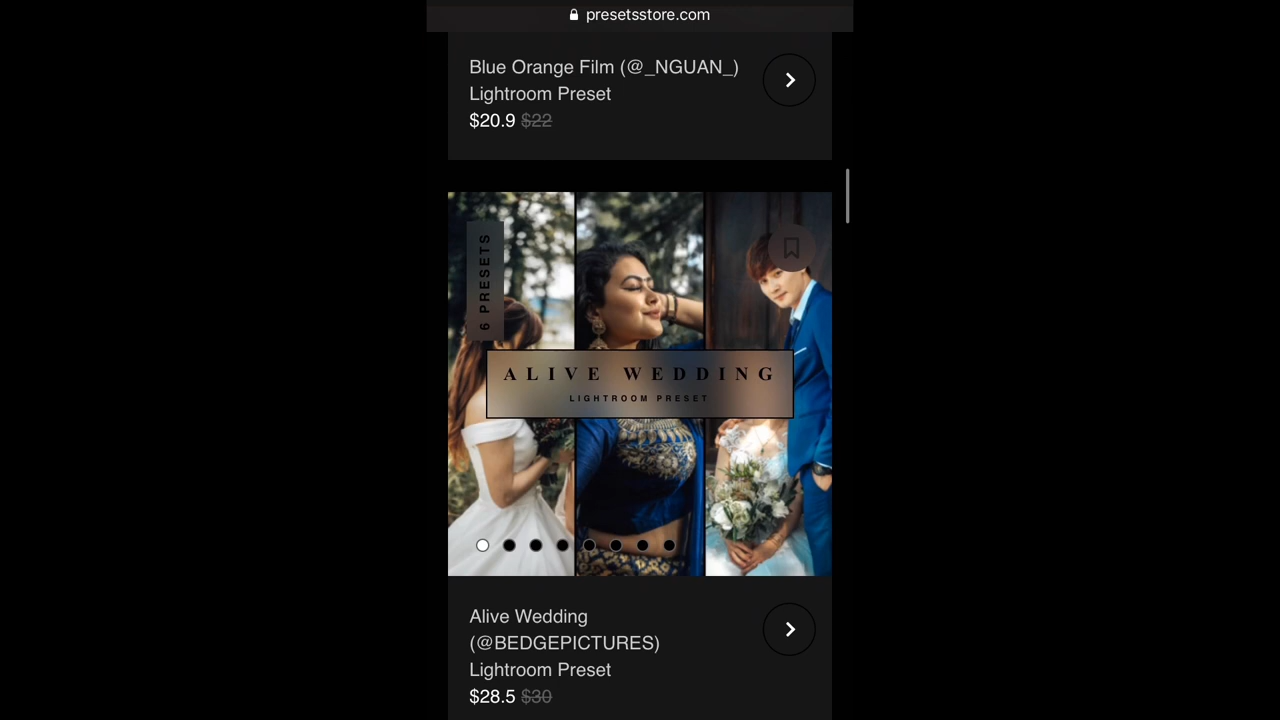 presetsstore.com
Blue Orange Film (@_NGUAN_)
Lightroom Preset
$20.9 $22
6 PRESETS
ALIVE WEDDING
LIGHTROOM PRESET
Alive Wedding
(@BEDGEPICTURES)
Lightroom Preset
$28.5 $30